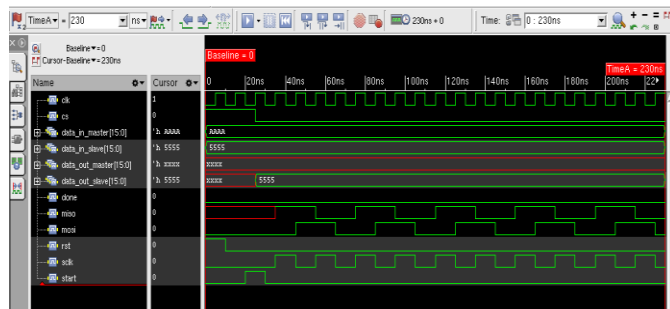 TimeA = 230 ns 230ns + 0 Time: 0 : 230ns
Baseline = 0
Cursor-Baseline = 230ns
Baseline = 0
TimeA = 230ns
Name Cursor 0 20ns 40ns 60ns 80ns 100ns 120ns 140ns 160ns 180ns 200ns 22
clk 1
cs 0
data_in_master[15:0] 'h AAAA AAAA
data_in_slave[15:0] 'h 5555 5555
data_out_master[15:0] 'h xxxx xxxx
data_out_slave[15:0] 'h 5555 xxxx 5555
done 0
miso 0
mosi 0
rst 0
sclk 0
start 0